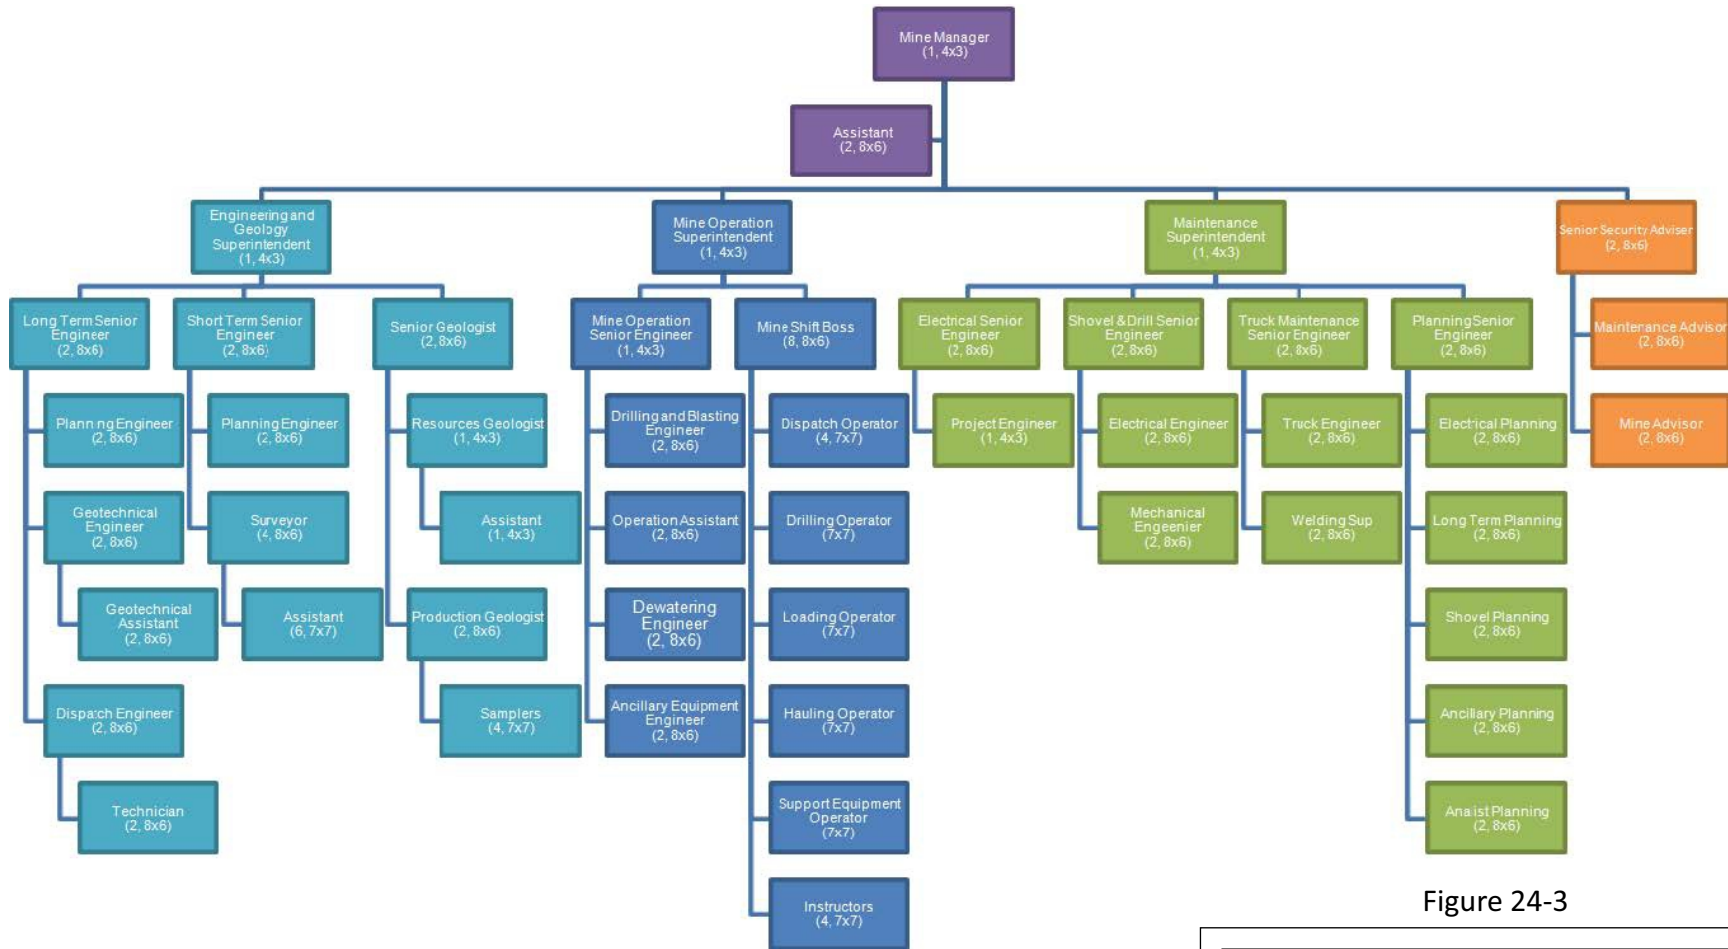 Mine Manager
(1, 4x3)
Assistant
(2, 8x6)
Engineering and
Geology
Superintendent
(1, 4x3)
Mine Operation
Superintendent
(1, 4x3)
Maintenance
Superintendent
(1, 4x3)
Senior Security Adviser
(2, 8x6)
Long Term Senior
Engineer
(2, 8x6)
Short Term Senior
Engineer
(2, 8x6)
Senior Geologist
(2, 8x6)
Mine Operation
Senior Engineer
(1, 4x3)
Mine Shift Boss
(8, 8x6)
Electrical Senior
Engineer
(2, 8x6)
Shovel & Drill Senior
Engineer
(2, 8x6)
Truck Maintenance
Senior Engineer
(2, 8x6)
Planning Senior
Engineer
(2, 8x6)
Maintenance Advisor
(2, 8x6)
Planning Engineer
(2, 8x6)
Planning Engineer
(2, 8x6)
Resources Geologist
(1, 4x3)
Drilling and Blasting
Engineer
(2, 8x6)
Dispatch Operator
(4, 7x7)
Project Engineer
(1, 4x3)
Electrical Engineer
(2, 8x6)
Truck Engineer
(2, 8x6)
Electrical Planning
(2, 8x6)
Mine Advisor
(2, 8x6)
Geotechnical
Engineer
(2, 8x6)
Surveyor
(4, 8x6)
Assistant
(1, 4x3)
Operation Assistant
(2, 8x6)
Drilling Operator
(7x7)
Mechanical
Engeenier
(2, 8x6)
Welding Sup
(2, 8x6)
Long Term Planning
(2, 8x6)
Geotechnical
Assistant
(2, 8x6)
Assistant
(6, 7x7)
Production Geologist
(2, 8x6)
Dewatering
Engineer
(2, 8x6)
Loading Operator
(7x7)
Shovel Planning
(2, 8x6)
Dispatch Engineer
(2, 8x6)
Samplers
(4, 7x7)
Ancillary Equipment
Engineer
(2, 8x6)
Hauling Operator
(7x7)
Ancillary Planning
(2, 8x6)
Technician
(2, 8x6)
Support Equipment
Operator
(7x7)
Analist Planning
(2, 8x6)
Instructors
(4, 7x7)
Figure 24-3